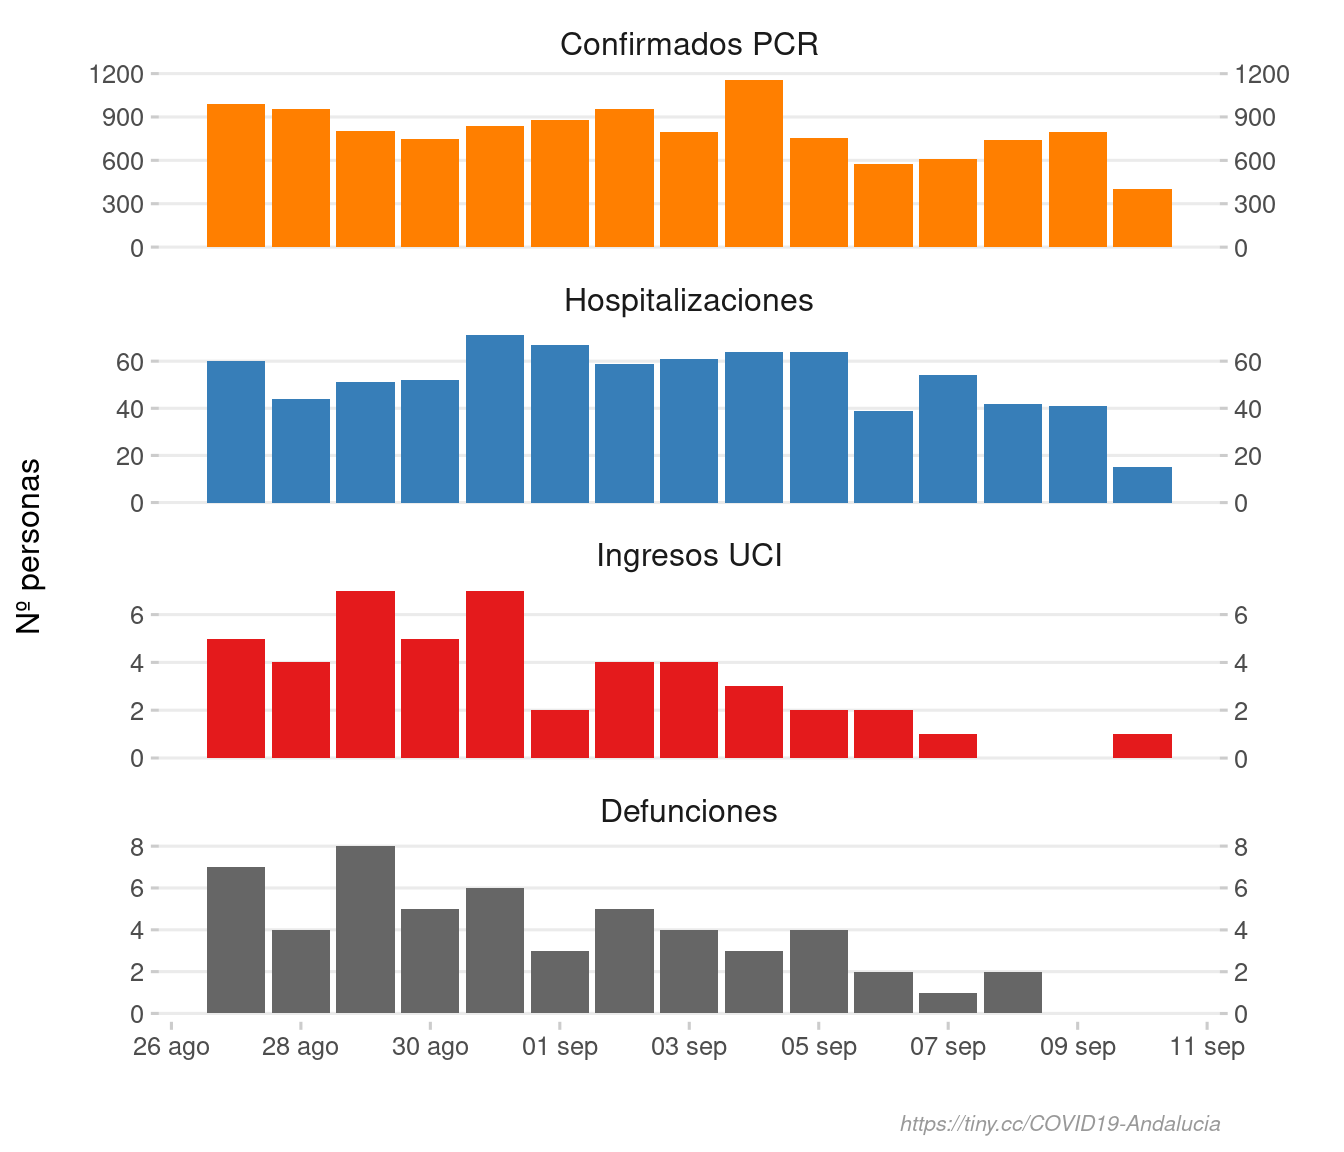 Confirmados PCR
1200 1200
900 900
600 600
300 300
0 0
Hospitalizaciones
60 60
40 40
20 20
0 0
Nº personas
Ingresos UCI
6 6
4 4
2 2
0 0
Defunciones
8 8
6 6
4 4
2 2
0 0
26 ago 28 ago 30 ago 01 sep 03 sep 05 sep 07 sep 09 sep 11 sep
https://tiny.cc/COVID19-Andalucia